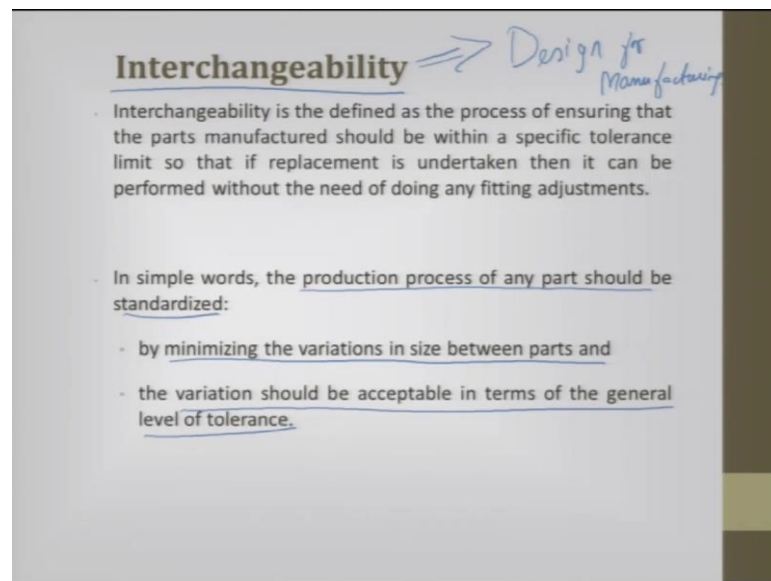 Interchangeability ⇒ Design for
Manufacturing
Interchangeability is the defined as the process of ensuring that
the parts manufactured should be within a specific tolerance
limit so that if replacement is undertaken then it can be
performed without the need of doing any fitting adjustments.
In simple words, the production process of any part should be
standardized:
by minimizing the variations in size between parts and
the variation should be acceptable in terms of the general
level of tolerance.